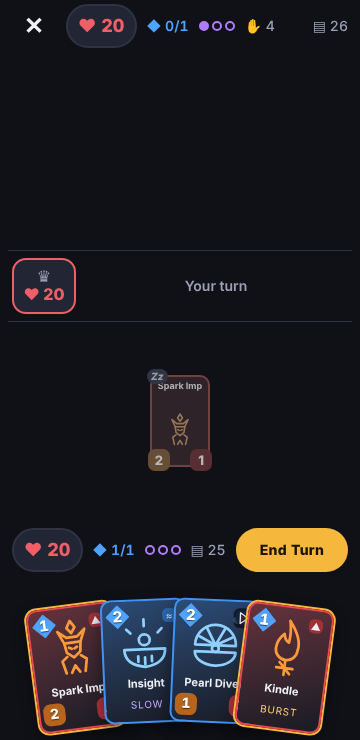 20 0/1 4 26
20
Your turn
Zz
Spark Imp
2 1
20 1/1 25 End Turn
1 2 2 1
Spark Imp Insight Pearl Dive Kindle
2 SLOW 1 BURST